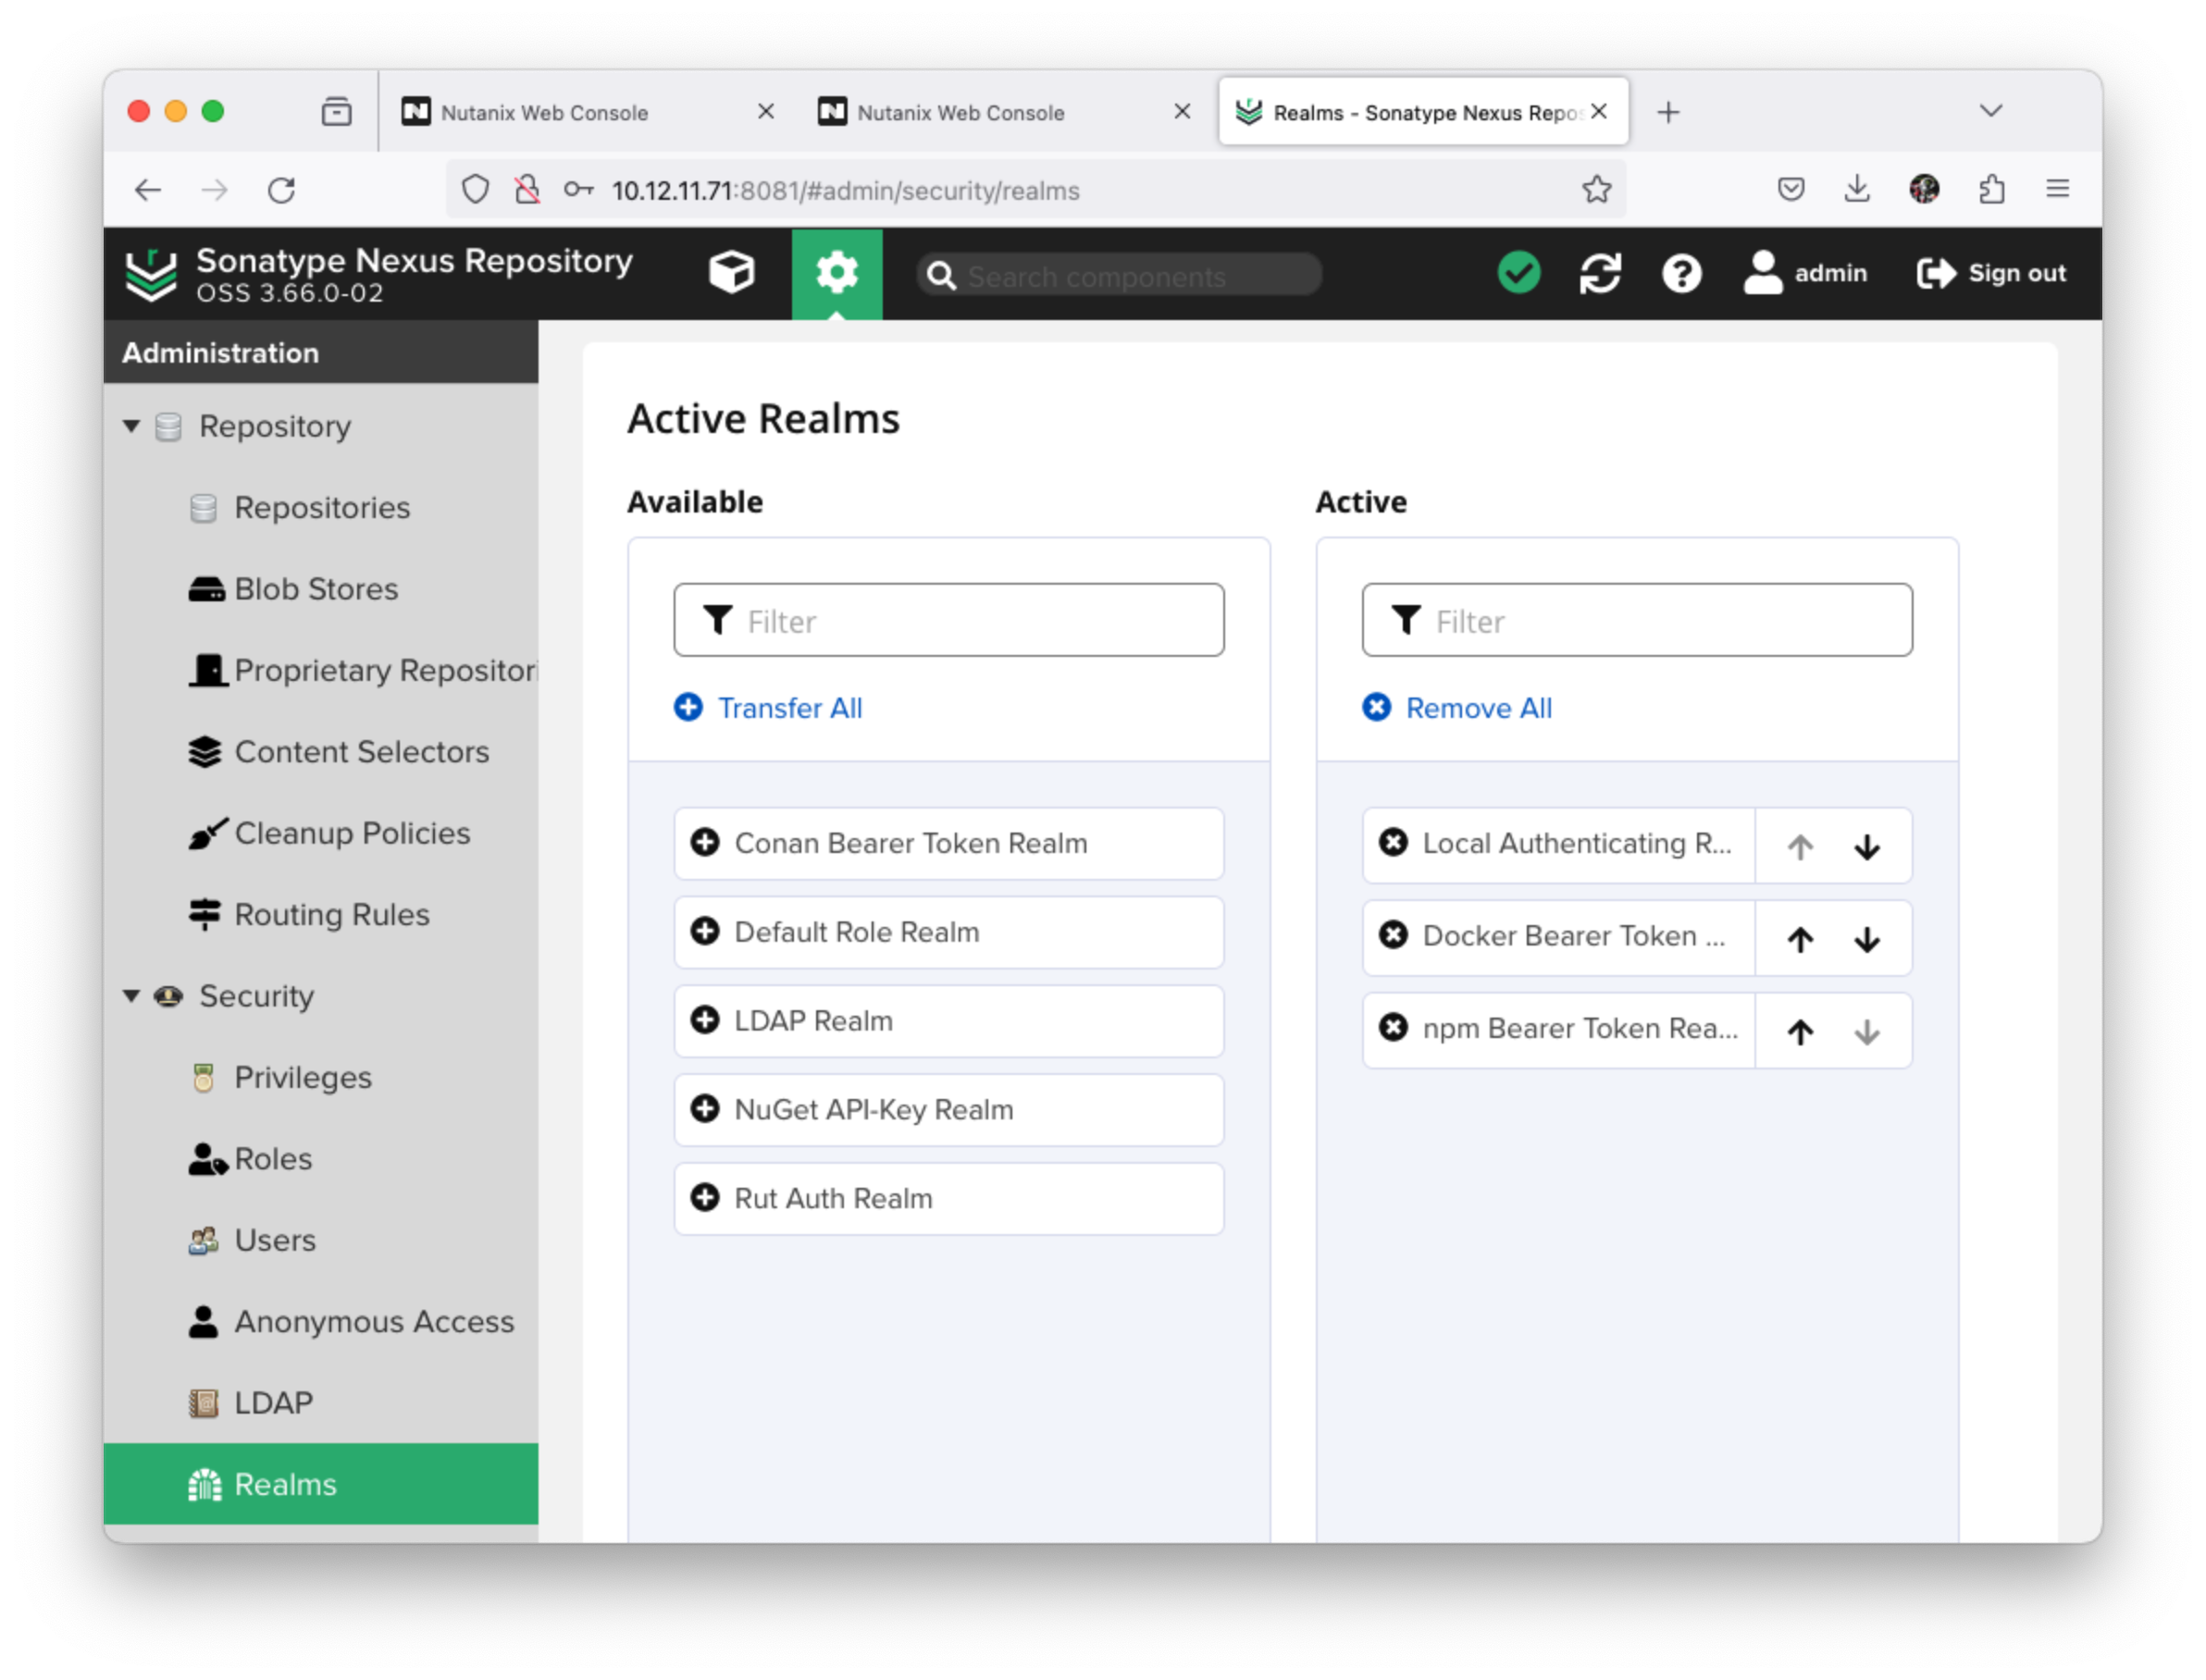 Nutanix Web Console
Nutanix Web Console
Realms - Sonatype Nexus Repos
10.12.11.71:8081/#admin/security/realms
Sonatype Nexus Repository
OSS 3.66.0-02
Search components
admin
Sign out
Administration
Repository
Repositories
Blob Stores
Proprietary Repositori
Content Selectors
Cleanup Policies
Routing Rules
Security
Privileges
Roles
Users
Anonymous Access
LDAP
Realms
Active Realms
Available
Filter
Transfer All
Conan Bearer Token Realm
Default Role Realm
LDAP Realm
NuGet API-Key Realm
Rut Auth Realm
Active
Filter
Remove All
Local Authenticating R...
Docker Bearer Token ...
npm Bearer Token Rea...